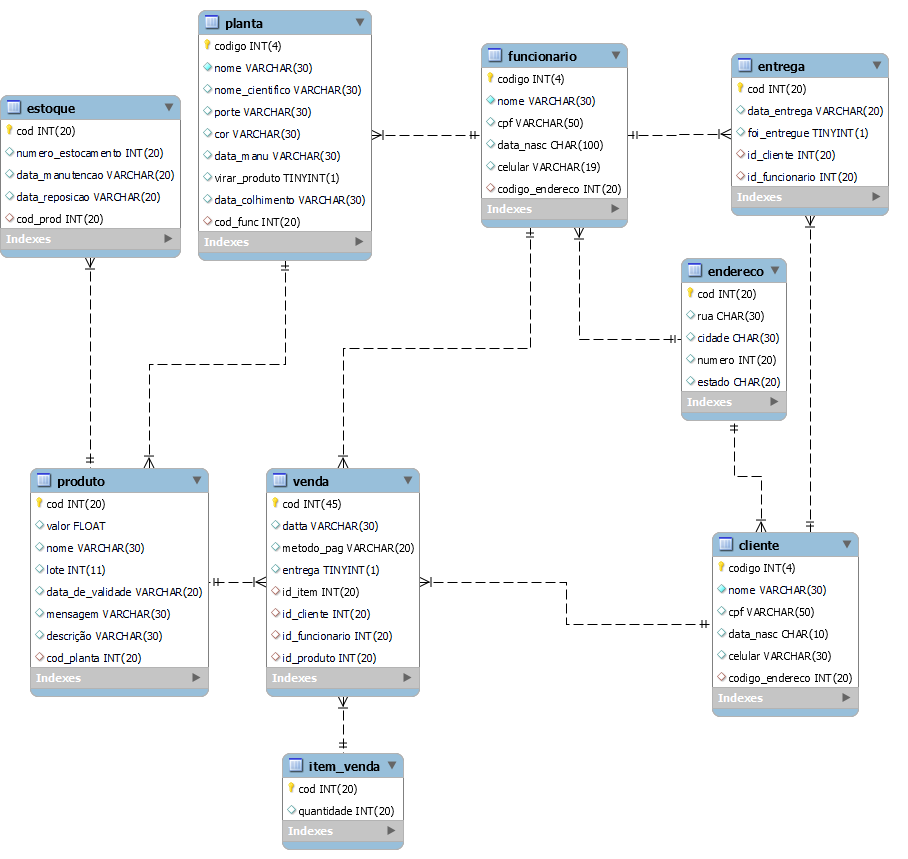 planta
codigo INT(4)
nome VARCHAR(30)
nome_cientifico VARCHAR(30)
porte VARCHAR(30)
cor VARCHAR(30)
data_manu VARCHAR(30)
virar_produto TINYINT(1)
data_colhimento VARCHAR(30)
cod_func INT(20)
Indexes
funcionario
codigo INT(4)
nome VARCHAR(30)
cpf VARCHAR(50)
data_nasc CHAR(100)
celular VARCHAR(19)
codigo_endereco INT(20)
Indexes
entrega
cod INT(20)
data_entrega VARCHAR(20)
foi_entregue TINYINT(1)
id_cliente INT(20)
id_funcionario INT(20)
Indexes
estoque
cod INT(20)
numero_estocamento INT(20)
data_manutencao VARCHAR(20)
data_reposicao VARCHAR(20)
cod_prod INT(20)
Indexes
endereco
cod INT(20)
rua CHAR(30)
cidade CHAR(30)
numero INT(20)
estado CHAR(20)
Indexes
produto
cod INT(20)
valor FLOAT
nome VARCHAR(30)
lote INT(11)
data_de_validade VARCHAR(20)
mensagem VARCHAR(30)
descrição VARCHAR(30)
cod_planta INT(20)
Indexes
venda
cod INT(45)
datta VARCHAR(30)
metodo_pag VARCHAR(20)
entrega TINYINT(1)
id_item INT(20)
id_cliente INT(20)
id_funcionario INT(20)
id_produto INT(20)
Indexes
cliente
codigo INT(4)
nome VARCHAR(30)
cpf VARCHAR(50)
data_nasc CHAR(10)
celular VARCHAR(30)
codigo_endereco INT(20)
Indexes
item_venda
cod INT(20)
quantidade INT(20)
Indexes